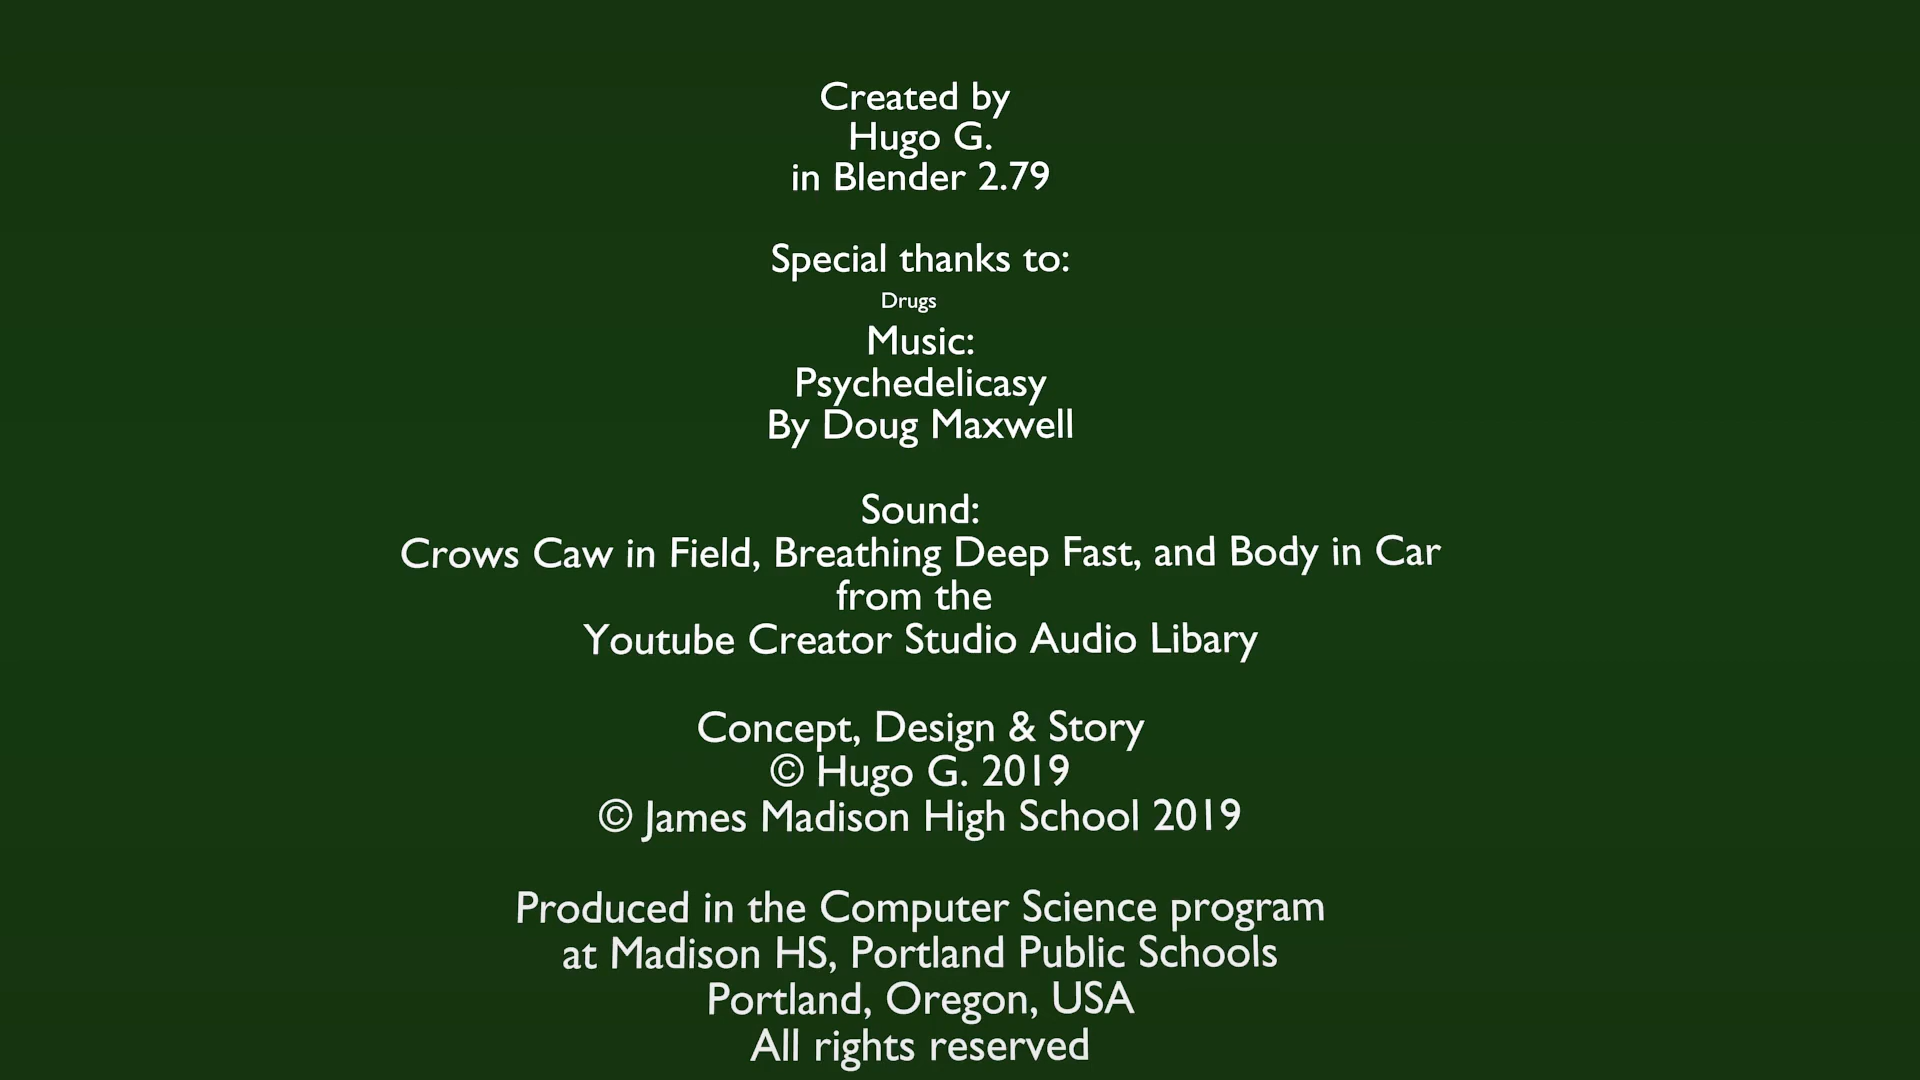 Created by
Hugo G.
in Blender 2.79
Special thanks to:
Drugs
Music:
Psychedelicasy
By Doug Maxwell
Sound:
Crows Caw in Field, Breathing Deep Fast, and Body in Car
from the
Youtube Creator Studio Audio Libary
Concept, Design & Story
© Hugo G. 2019
© James Madison High School 2019
Produced in the Computer Science program
at Madison HS, Portland Public Schools
Portland, Oregon, USA
All rights reserved